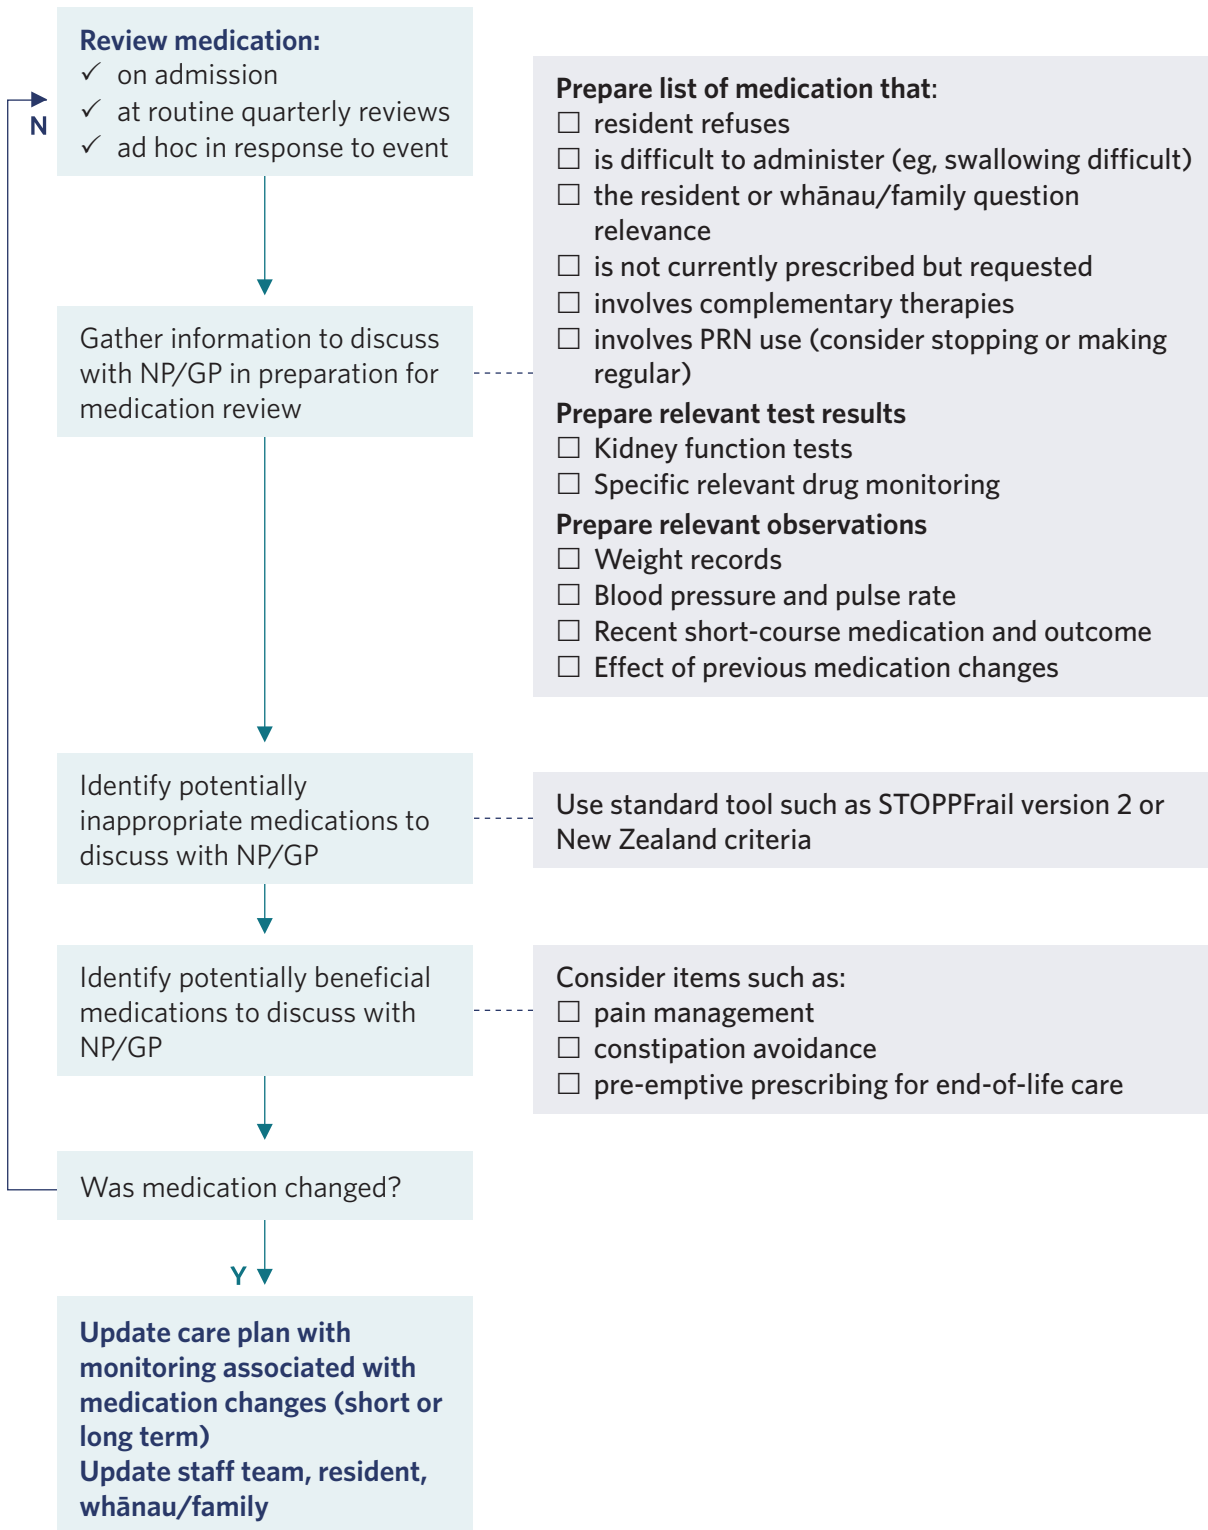 Review medication:
✓ on admission
✓ at routine quarterly reviews
✓ ad hoc in response to event
N
Prepare list of medication that:
☐ resident refuses
☐ is difficult to administer (eg, swallowing difficult)
☐ the resident or whānau/family question
relevance
☐ is not currently prescribed but requested
☐ involves complementary therapies
☐ involves PRN use (consider stopping or making
regular)
Prepare relevant test results
☐ Kidney function tests
☐ Specific relevant drug monitoring
Prepare relevant observations
☐ Weight records
☐ Blood pressure and pulse rate
☐ Recent short-course medication and outcome
☐ Effect of previous medication changes
Gather information to discuss
with NP/GP in preparation for
medication review
Identify potentially
inappropriate medications to
discuss with NP/GP
Use standard tool such as STOPPFrail version 2 or
New Zealand criteria
Identify potentially beneficial
medications to discuss with
NP/GP
Consider items such as:
☐ pain management
☐ constipation avoidance
☐ pre-emptive prescribing for end-of-life care
Was medication changed?
Y
Update care plan with
monitoring associated with
medication changes (short or
long term)
Update staff team, resident,
whānau/family